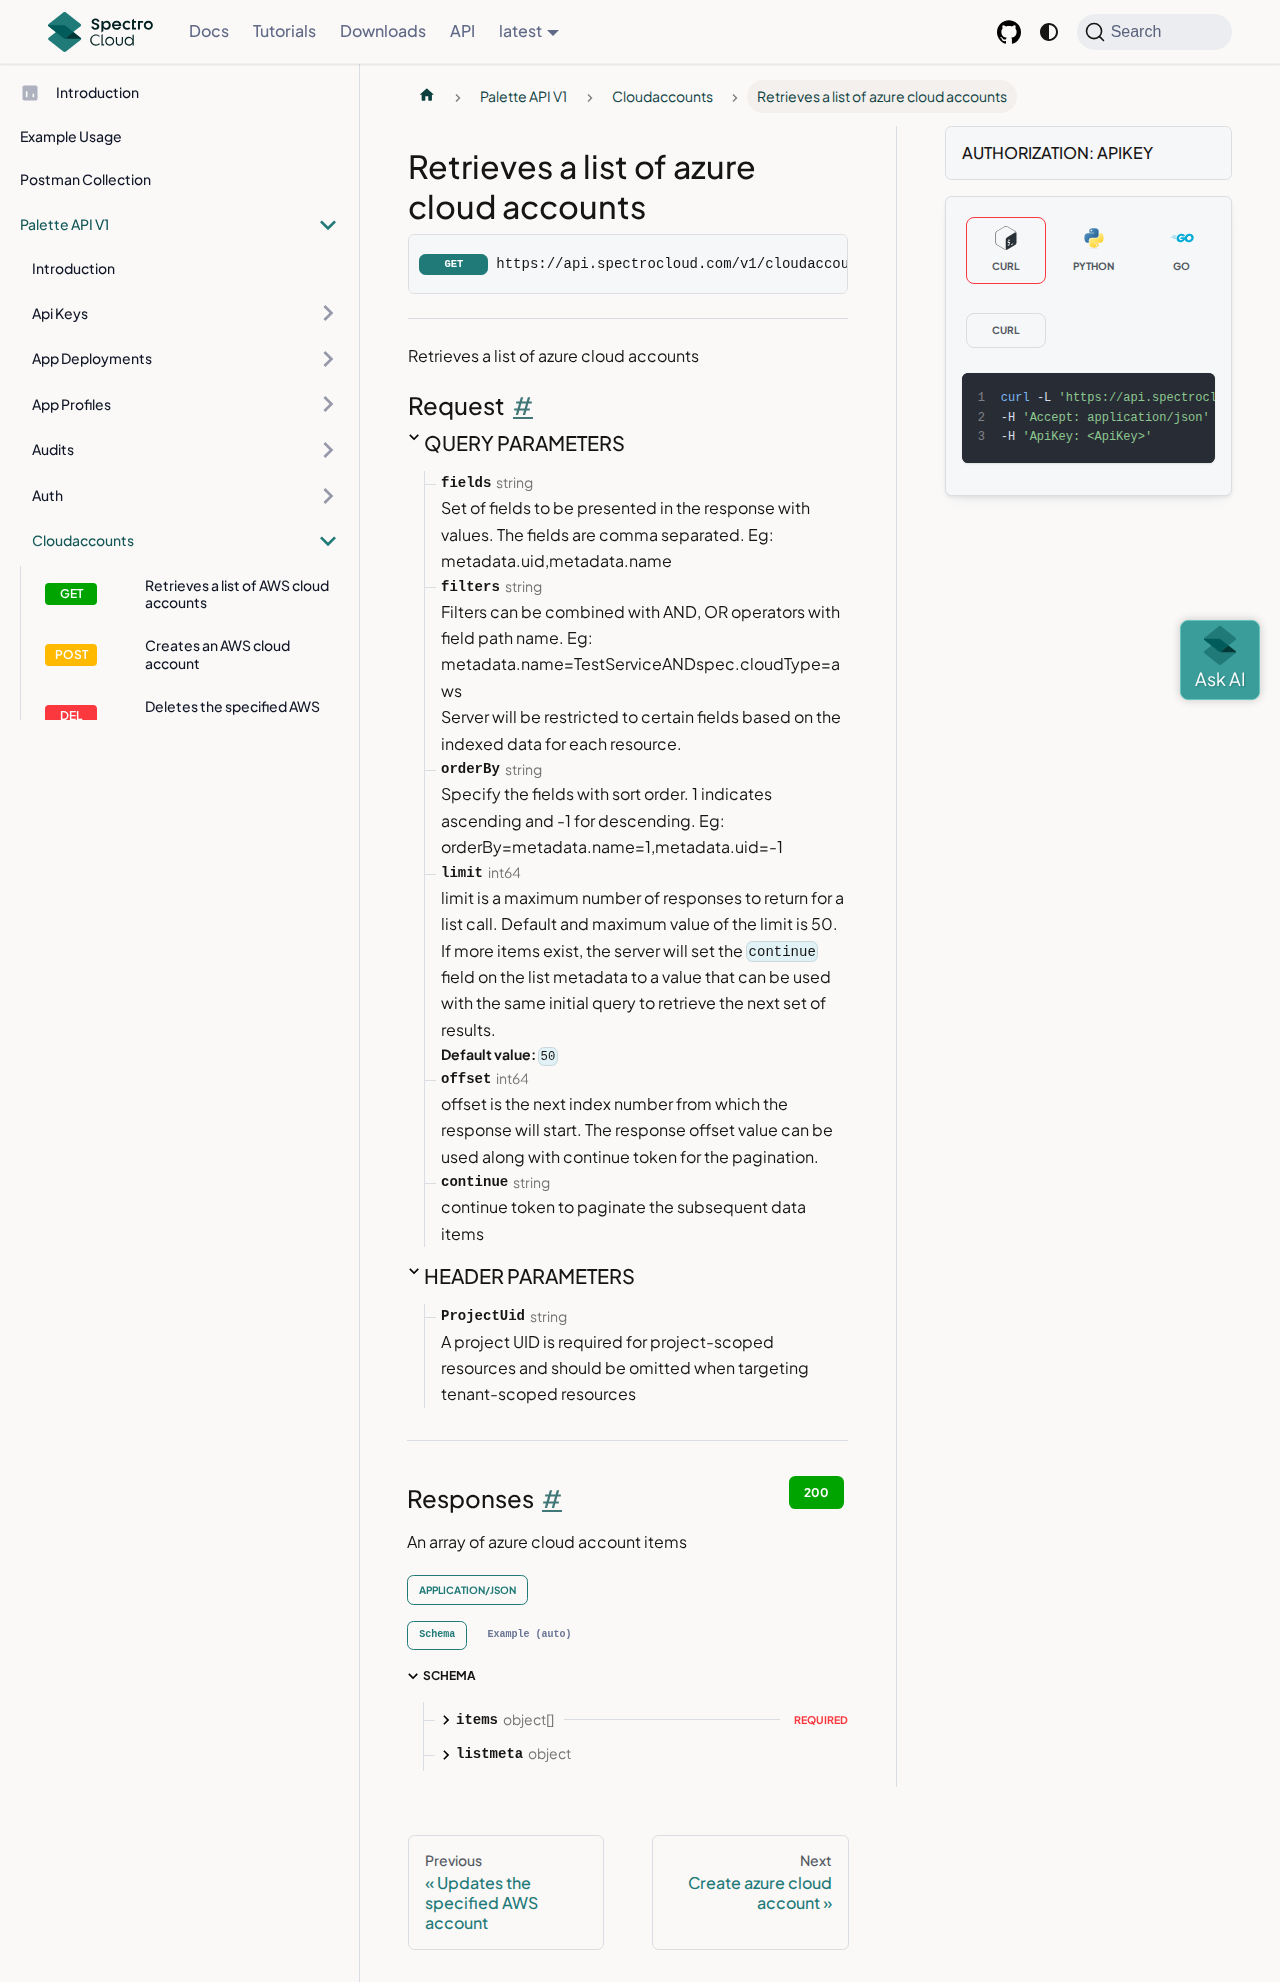 Spectro
Cloud
Docs
Tutorials
Downloads
API
latest
Search
Introduction
Example Usage
Postman Collection
Palette API V1
Introduction
Api Keys
App Deployments
App Profiles
Audits
Auth
Cloudaccounts
GET
Retrieves a list of AWS cloud
accounts
POST
Creates an AWS cloud
account
DEL
Deletes the specified AWS
Palette API V1
Cloudaccounts
Retrieves a list of azure cloud accounts
Retrieves a list of azure
cloud accounts
GET https://api.spectrocloud.com/v1/cloudaccou
Retrieves a list of azure cloud accounts
Request #
QUERY PARAMETERS
fields string
Set of fields to be presented in the response with
values. The fields are comma separated. Eg:
metadata.uid,metadata.name
filters string
Filters can be combined with AND, OR operators with
field path name. Eg:
metadata.name=TestServiceANDspec.cloudType=a
ws
Server will be restricted to certain fields based on the
indexed data for each resource.
orderBy string
Specify the fields with sort order. 1 indicates
ascending and -1 for descending. Eg:
orderBy=metadata.name=1,metadata.uid=-1
limit int64
limit is a maximum number of responses to return for a
list call. Default and maximum value of the limit is 50.
If more items exist, the server will set the continue
field on the list metadata to a value that can be used
with the same initial query to retrieve the next set of
results.
Default value: 50
offset int64
offset is the next index number from which the
response will start. The response offset value can be
used along with continue token for the pagination.
continue string
continue token to paginate the subsequent data
items
HEADER PARAMETERS
ProjectUid string
A project UID is required for project-scoped
resources and should be omitted when targeting
tenant-scoped resources
Responses #
200
An array of azure cloud account items
APPLICATION/JSON
Schema
Example (auto)
SCHEMA
items object[]
REQUIRED
listmeta object
Previous
« Updates the
specified AWS
account
Next
Create azure cloud
account »
AUTHORIZATION: APIKEY
CURL
PYTHON
GO
CURL
1 curl -L 'https://api.spectrocl
2 -H 'Accept: application/json'
3 -H 'ApiKey: <ApiKey>'
Ask AI